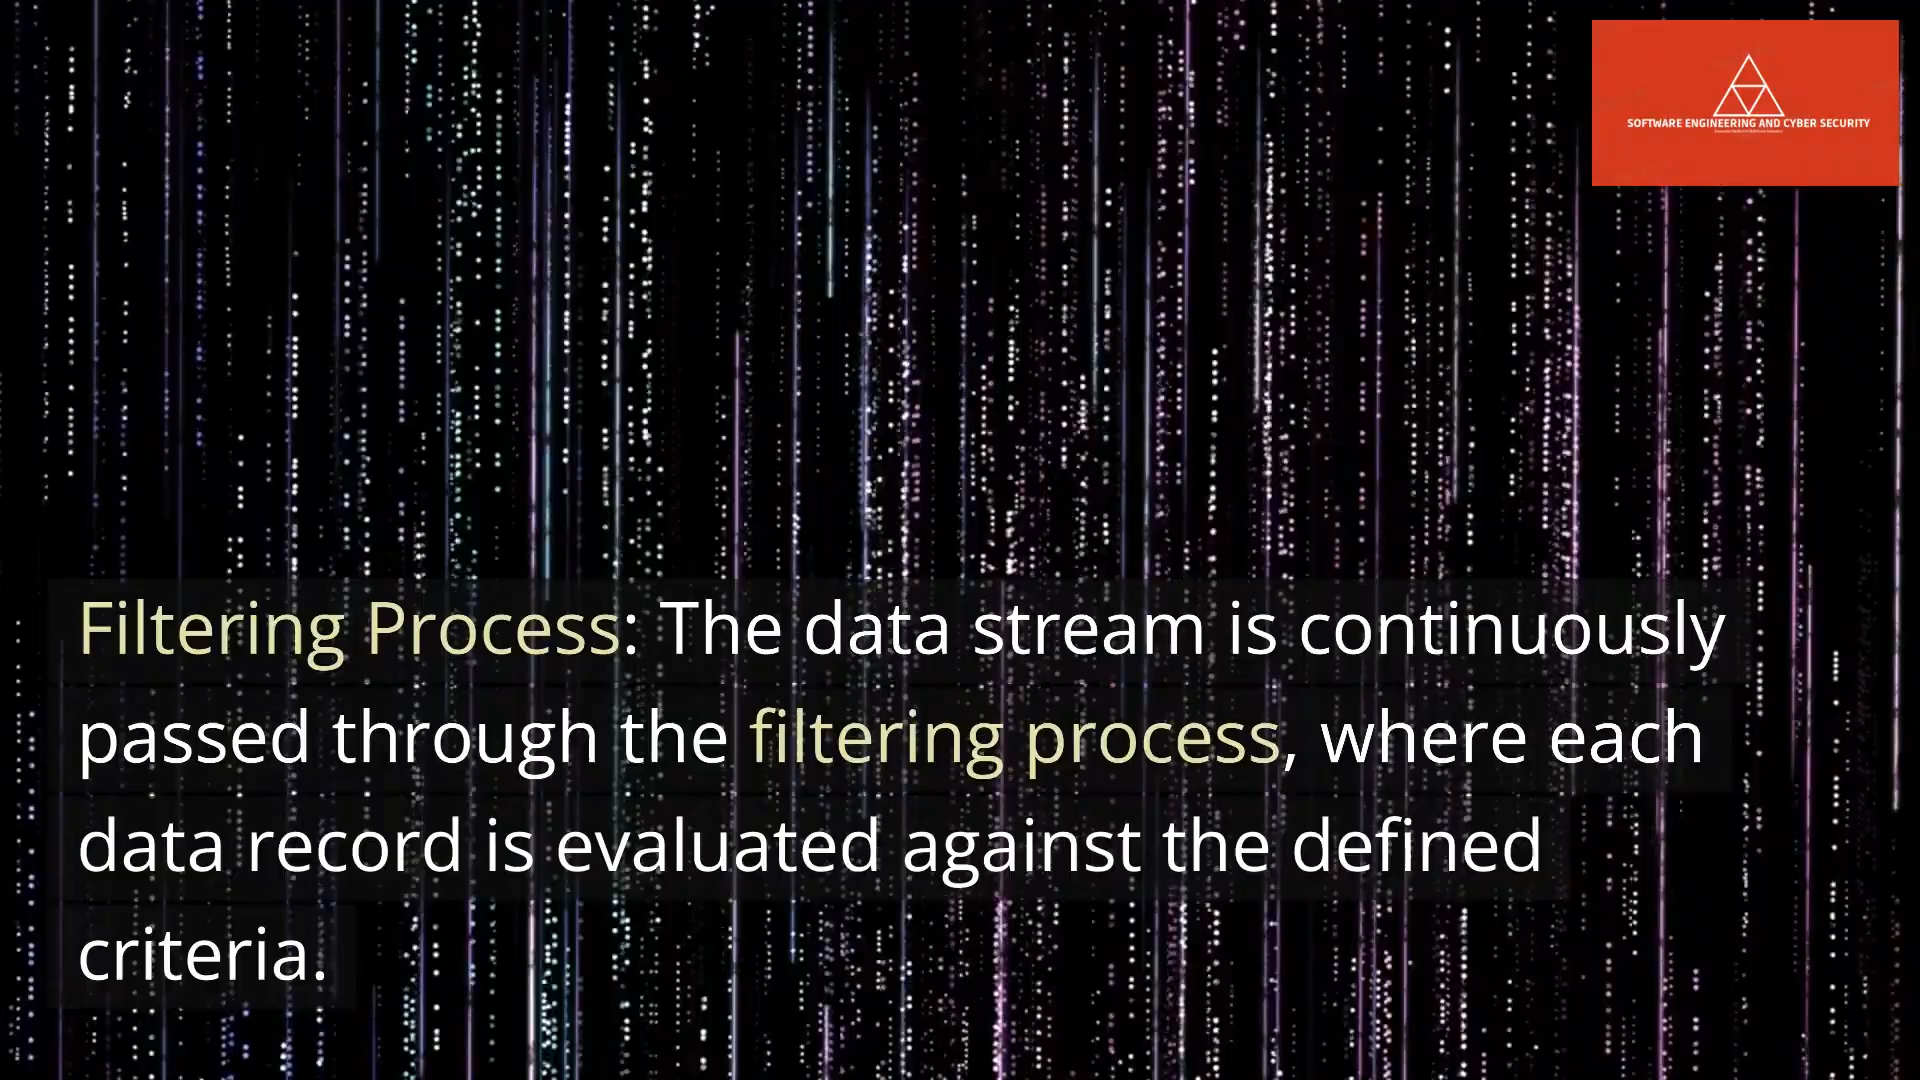 SOFTWARE ENGINEERING AND CYBER SECURITY
Filtering Process: The data stream is continuously
passed through the filtering process, where each
data record is evaluated against the defined
criteria.